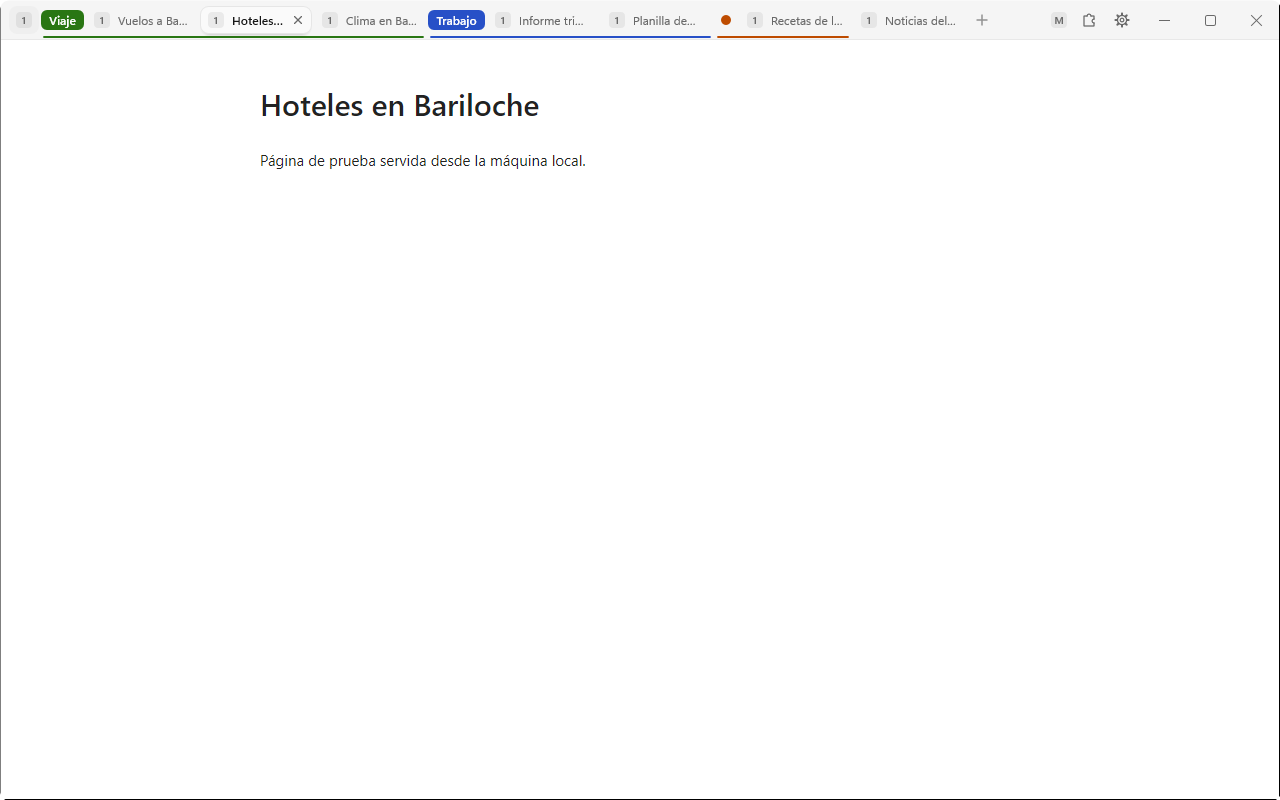 1 Viaje 1 Vuelos a Ba... 1 Hoteles... 1 Clima en Ba... Trabajo 1 Informe tri... 1 Planilla de... 1 Recetas de l... 1 Noticias del... M
Hoteles en Bariloche
Página de prueba servida desde la máquina local.